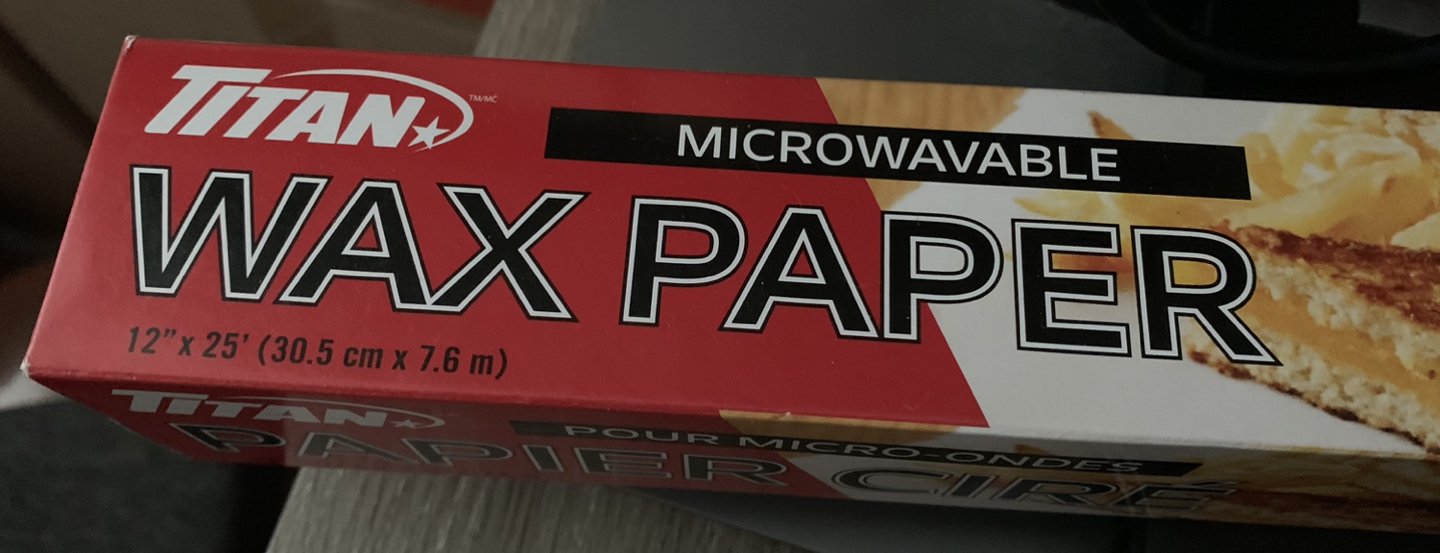 TITAN TM/MC
MICROWAVABLE
WAX PAPER
12" x 25' (30.5 cm x 7.6 m)
TITAN
POUR MICRO-ONDES
PAPIER CIRÉ